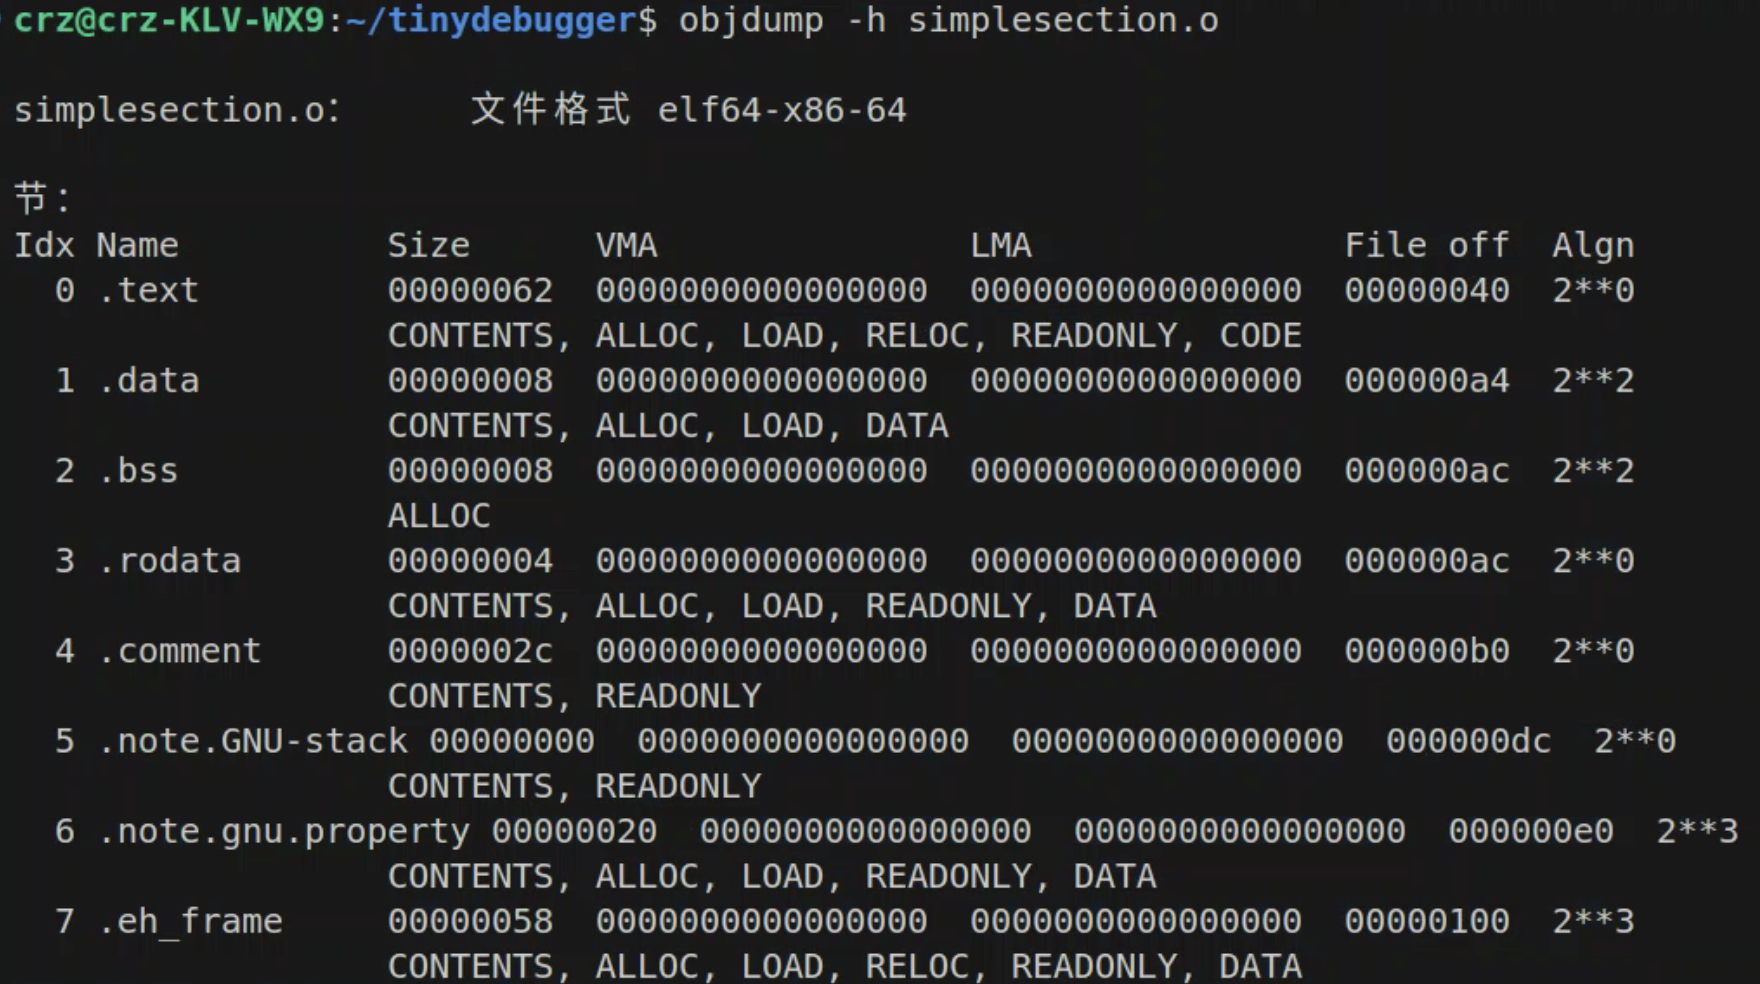 crz@crz-KLV-WX9:~/tinydebugger$ objdump -h simplesection.o
simplesection.o：     文件格式 elf64-x86-64
节：
Idx Name          Size      VMA               LMA               File off  Algn
  0 .text         00000062  0000000000000000  0000000000000000  00000040  2**0
                  CONTENTS, ALLOC, LOAD, RELOC, READONLY, CODE
  1 .data         00000008  0000000000000000  0000000000000000  000000a4  2**2
                  CONTENTS, ALLOC, LOAD, DATA
  2 .bss          00000008  0000000000000000  0000000000000000  000000ac  2**2
                  ALLOC
  3 .rodata       00000004  0000000000000000  0000000000000000  000000ac  2**0
                  CONTENTS, ALLOC, LOAD, READONLY, DATA
  4 .comment      0000002c  0000000000000000  0000000000000000  000000b0  2**0
                  CONTENTS, READONLY
  5 .note.GNU-stack 00000000  0000000000000000  0000000000000000  000000dc  2**0
                  CONTENTS, READONLY
  6 .note.gnu.property 00000020  0000000000000000  0000000000000000  000000e0  2**3
                  CONTENTS, ALLOC, LOAD, READONLY, DATA
  7 .eh_frame     00000058  0000000000000000  0000000000000000  00000100  2**3
                  CONTENTS, ALLOC, LOAD, RELOC, READONLY, DATA